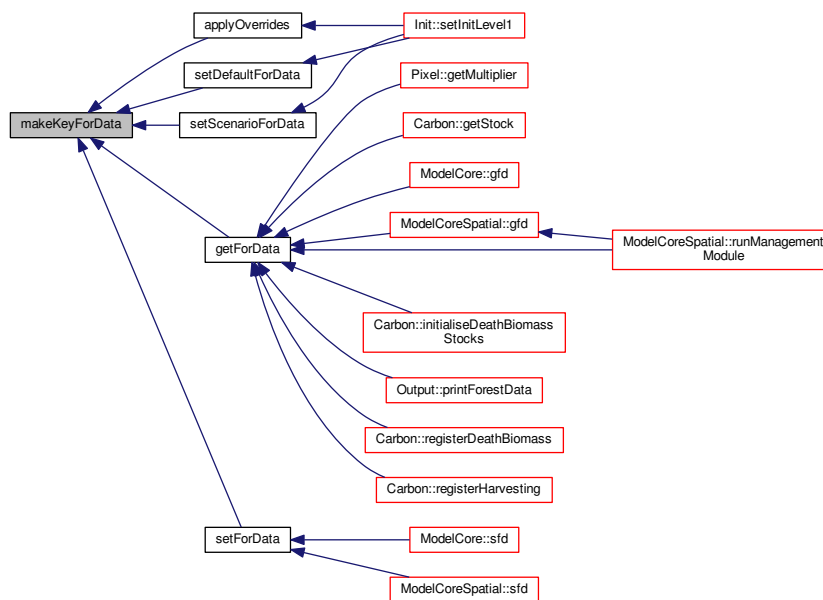 applyOverrides
Init::setInitLevel1
setDefaultForData
Pixel::getMultiplier
makeKeyForData
setScenarioForData
Carbon::getStock
ModelCore::gfd
ModelCoreSpatial::gfd
getForData
ModelCoreSpatial::runManagement
Module
Carbon::initialiseDeathBiomass
Stocks
Output::printForestData
Carbon::registerDeathBiomass
Carbon::registerHarvesting
setForData
ModelCore::sfd
ModelCoreSpatial::sfd